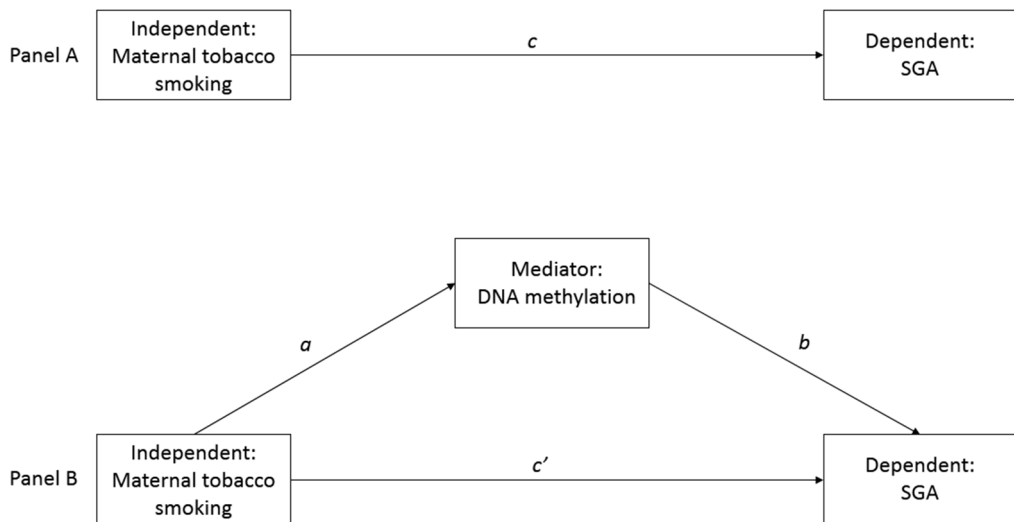 Panel A
Independent:
Maternal tobacco
smoking
c
Dependent:
SGA
Mediator:
DNA methylation
a
b
Panel B
Independent:
Maternal tobacco
smoking
c’
Dependent:
SGA